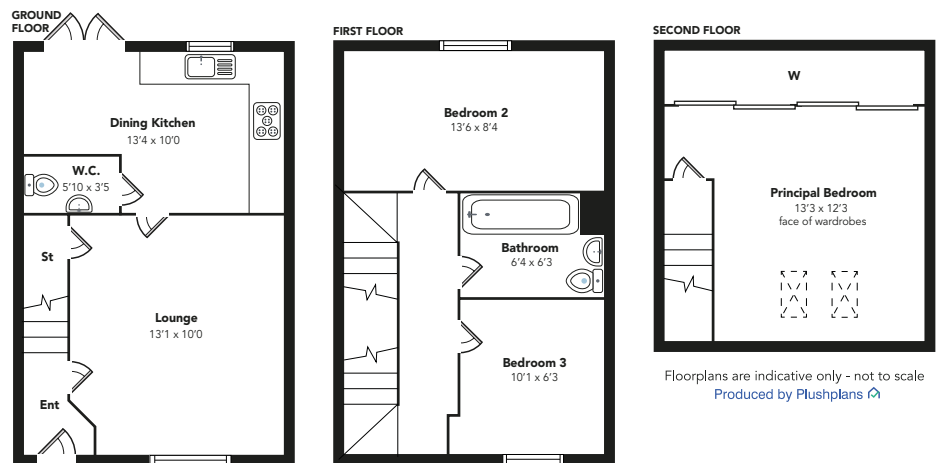 GROUND
FLOOR
Dining Kitchen
13'4 x 10'0
W.C.
5'10 x 3'5
St
Lounge
13'1 x 10'0
Ent
FIRST FLOOR
Bedroom 2
13'6 x 8'4
Bathroom
6'4 x 6'3
Bedroom 3
10'1 x 6'3
SECOND FLOOR
W
Principal Bedroom
13'3 x 12'3
face of wardrobes
Floorplans are indicative only - not to scale
Produced by Plushplans